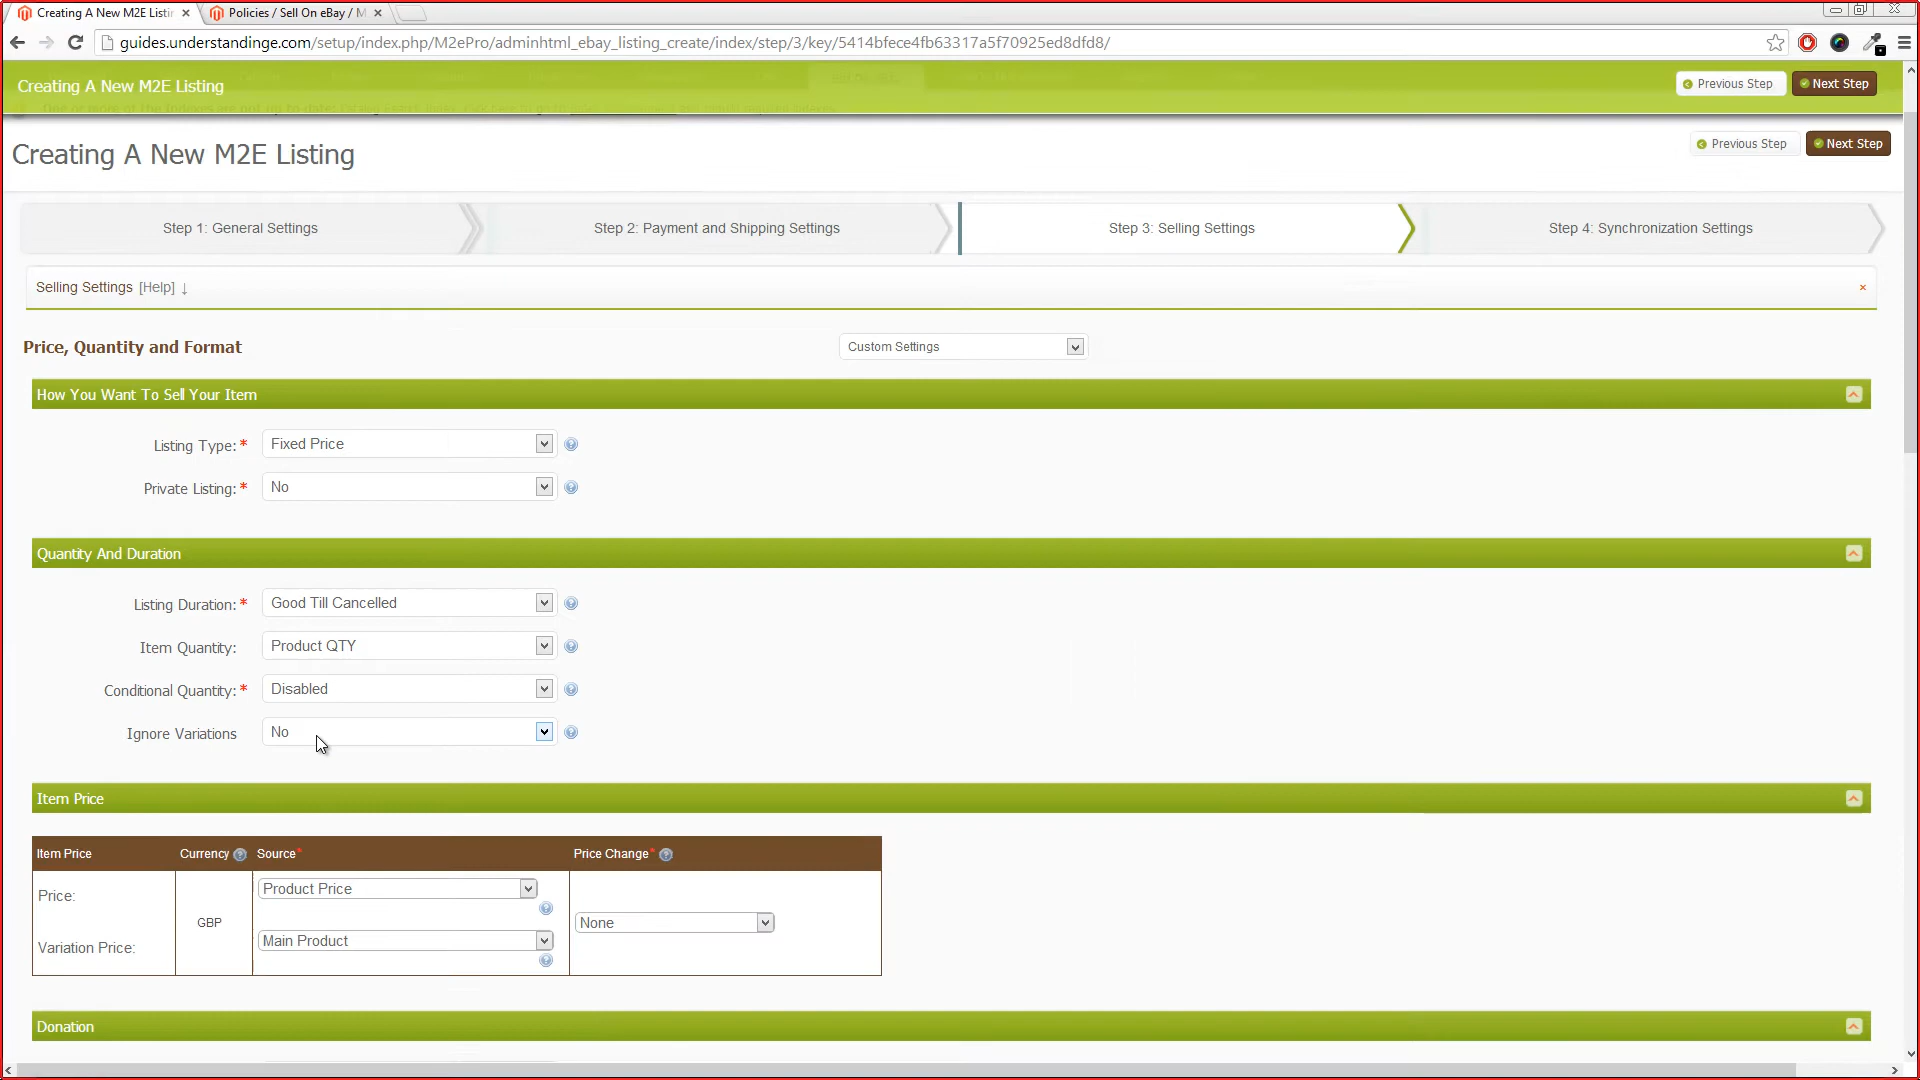 Creating A New M2E Listin
Policies / Sell On eBay / M
guides.understandinge.com/setup/index.php/M2ePro/adminhtml_ebay_listing_create/index/step/3/key/5414bfece4fb63317a5f70925ed8dfd8/
Creating A New M2E Listing
Previous Step
Next Step
Creating A New M2E Listing
Previous Step
Next Step
Step 1: General Settings
Step 2: Payment and Shipping Settings
Step 3: Selling Settings
Step 4: Synchronization Settings
Selling Settings [Help] ↓
Price, Quantity and Format
Custom Settings
How You Want To Sell Your Item
Listing Type: *
Fixed Price
Private Listing: *
No
Quantity And Duration
Listing Duration: *
Good Till Cancelled
Item Quantity:
Product QTY
Conditional Quantity: *
Disabled
Ignore Variations
No
Item Price
Item Price
Currency
Source *
Price Change *
Price:
GBP
Product Price
None
Variation Price:
Main Product
Donation